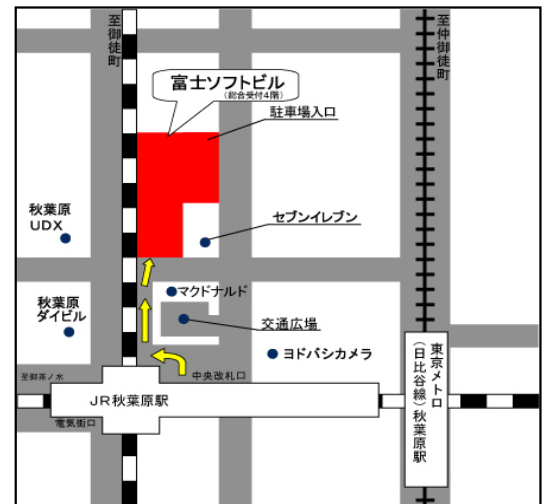 至御徒町
至仲御徒町
富士ソフトビル
(総合受付4階)
駐車場入口
秋葉原
UDX
セブンイレブン
マクドナルド
秋葉原
ダイビル
交通広場
ヨドバシカメラ
至御茶ノ水
中央改札口
JR秋葉原駅
電気街口
東京メトロ
(日比谷線)秋葉原駅